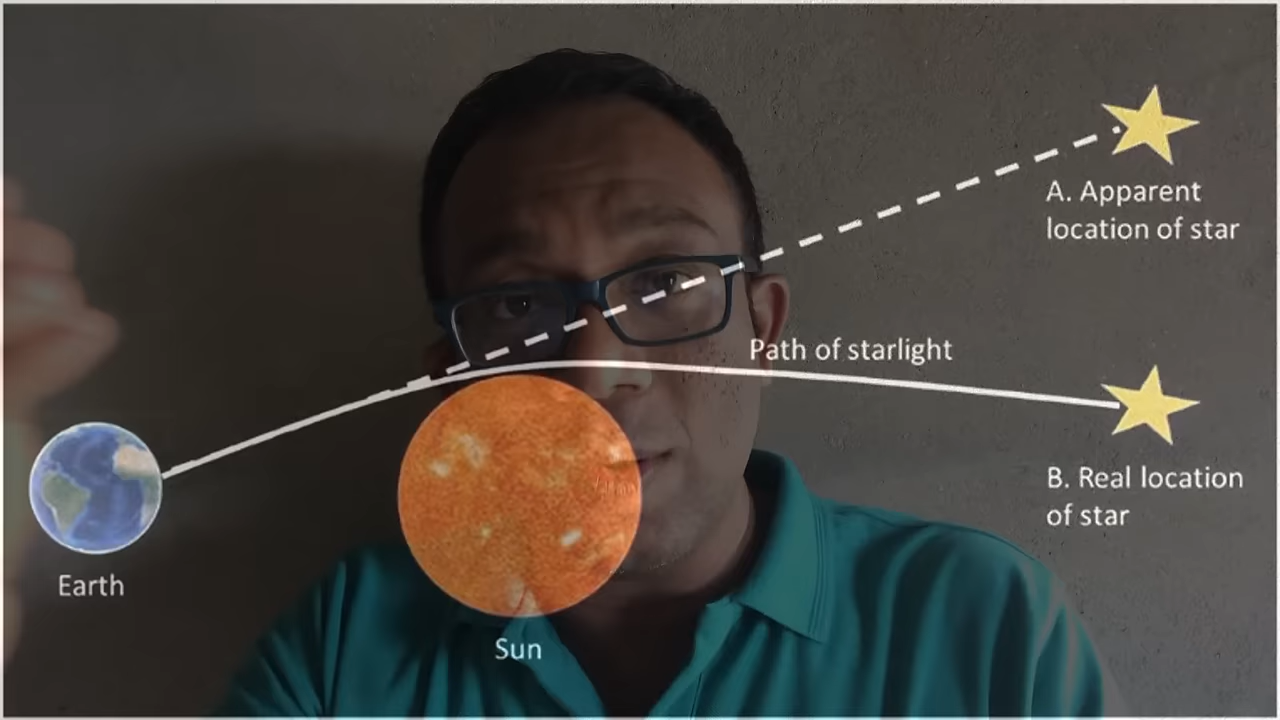 A. Apparent
location of star
Path of starlight
B. Real location
of star
Earth
Sun